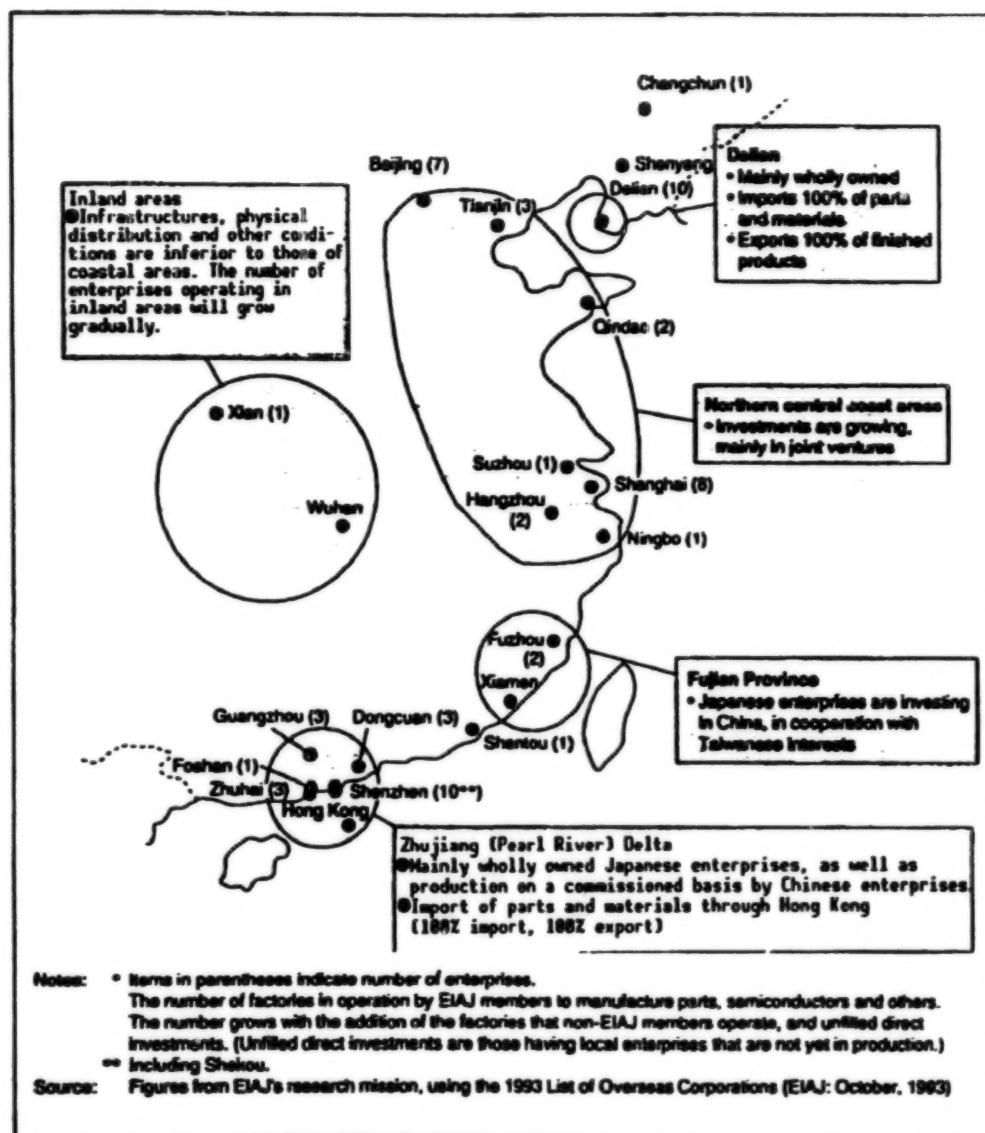 Changchun (1)
Beijing (7)
Shenyang
Dalian (10)
Tianjin (3)
Dalian
• Mainly wholly owned
• Imports 100% of parts
and materials
• Exports 100% of finished
products
Inland areas
●Infrastructures, physical
distribution and other condi-
tions are inferior to those of
coastal areas. The number of
enterprises operating in
inland areas will grow
gradually.
Qindao (2)
Xian (1)
Wuhan
Northern central coast areas
• Investments are growing,
mainly in joint ventures
Suzhou (1)
Shanghai (8)
Hangzhou
(2)
Ningbo (1)
Fuzhou
(2)
Xiamen
Fujian Province
• Japanese enterprises are investing
in China, in cooperation with
Taiwanese interests
Guangzhou (3)
Dongcuan (3)
Shantou (1)
Foshan (1)
Zhuhai (3)
Shenzhen (10**)
Hong Kong
Zhujiang (Pearl River) Delta
●Mainly wholly owned Japanese enterprises, as well as
production on a commissioned basis by Chinese enterprises
●Import of parts and materials through Hong Kong
(100% import, 100% export)
Notes: * Items in parentheses indicate number of enterprises.
The number of factories in operation by EIAJ members to manufacture parts, semiconductors and others.
The number grows with the addition of the factories that non-EIAJ members operate, and unfilled direct
investments. (Unfilled direct investments are those having local enterprises that are not yet in production.)
** Including Shekou.
Source: Figures from EIAJ's research mission, using the 1993 List of Overseas Corporations (EIAJ: October, 1993)